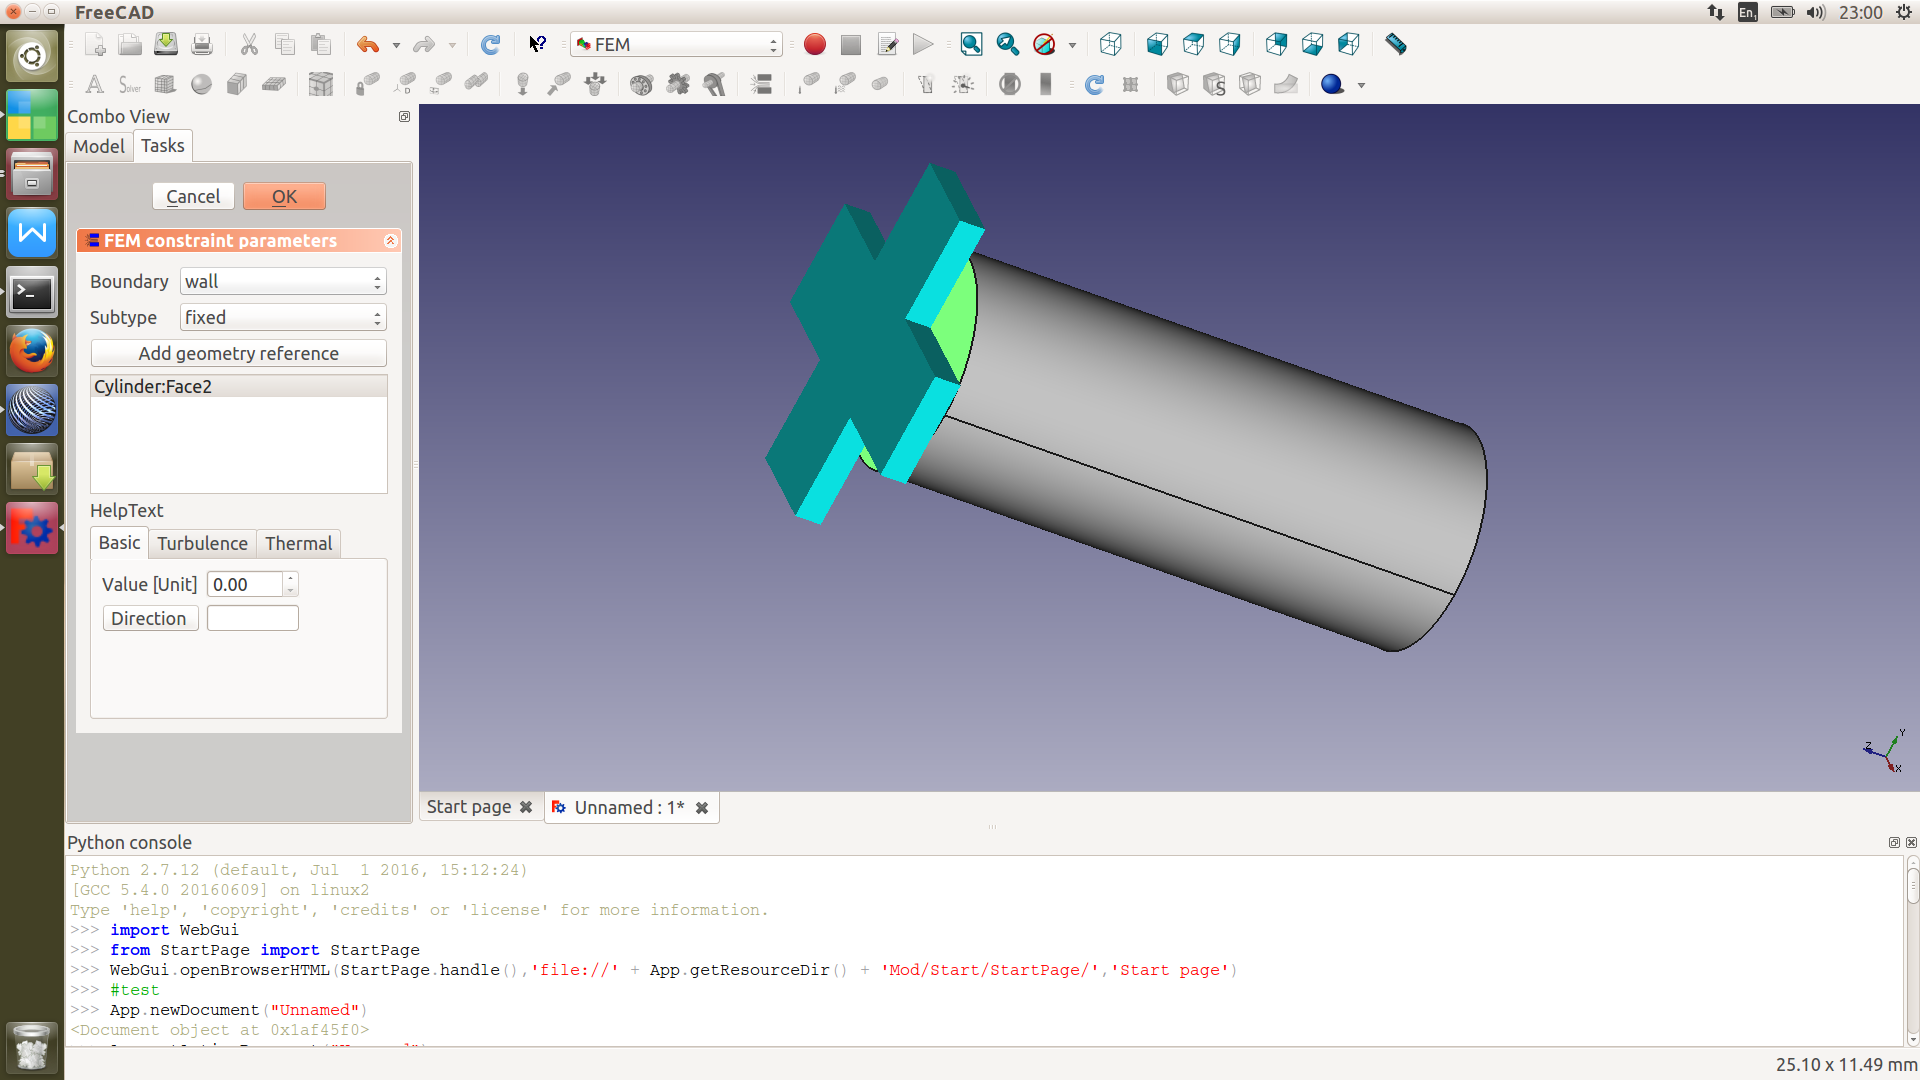 FreeCAD
En1
23:00
FEM
A
Solver
D
S
Combo View
Model
Tasks
Cancel
OK
FEM constraint parameters
Boundary
wall
Subtype
fixed
Add geometry reference
Cylinder:Face2
HelpText
Basic
Turbulence
Thermal
Value [Unit]
0.00
Direction
Z
Y
X
Start page
Unnamed : 1*
Python console
Python 2.7.12 (default, Jul  1 2016, 15:12:24)
[GCC 5.4.0 20160609] on linux2
Type 'help', 'copyright', 'credits' or 'license' for more information.
>>> import WebGui
>>> from StartPage import StartPage
>>> WebGui.openBrowserHTML(StartPage.handle(),'file://' + App.getResourceDir() + 'Mod/Start/StartPage/','Start page')
>>> #test
>>> App.newDocument("Unnamed")
<Document object at 0x1af45f0>
25.10 x 11.49 mm